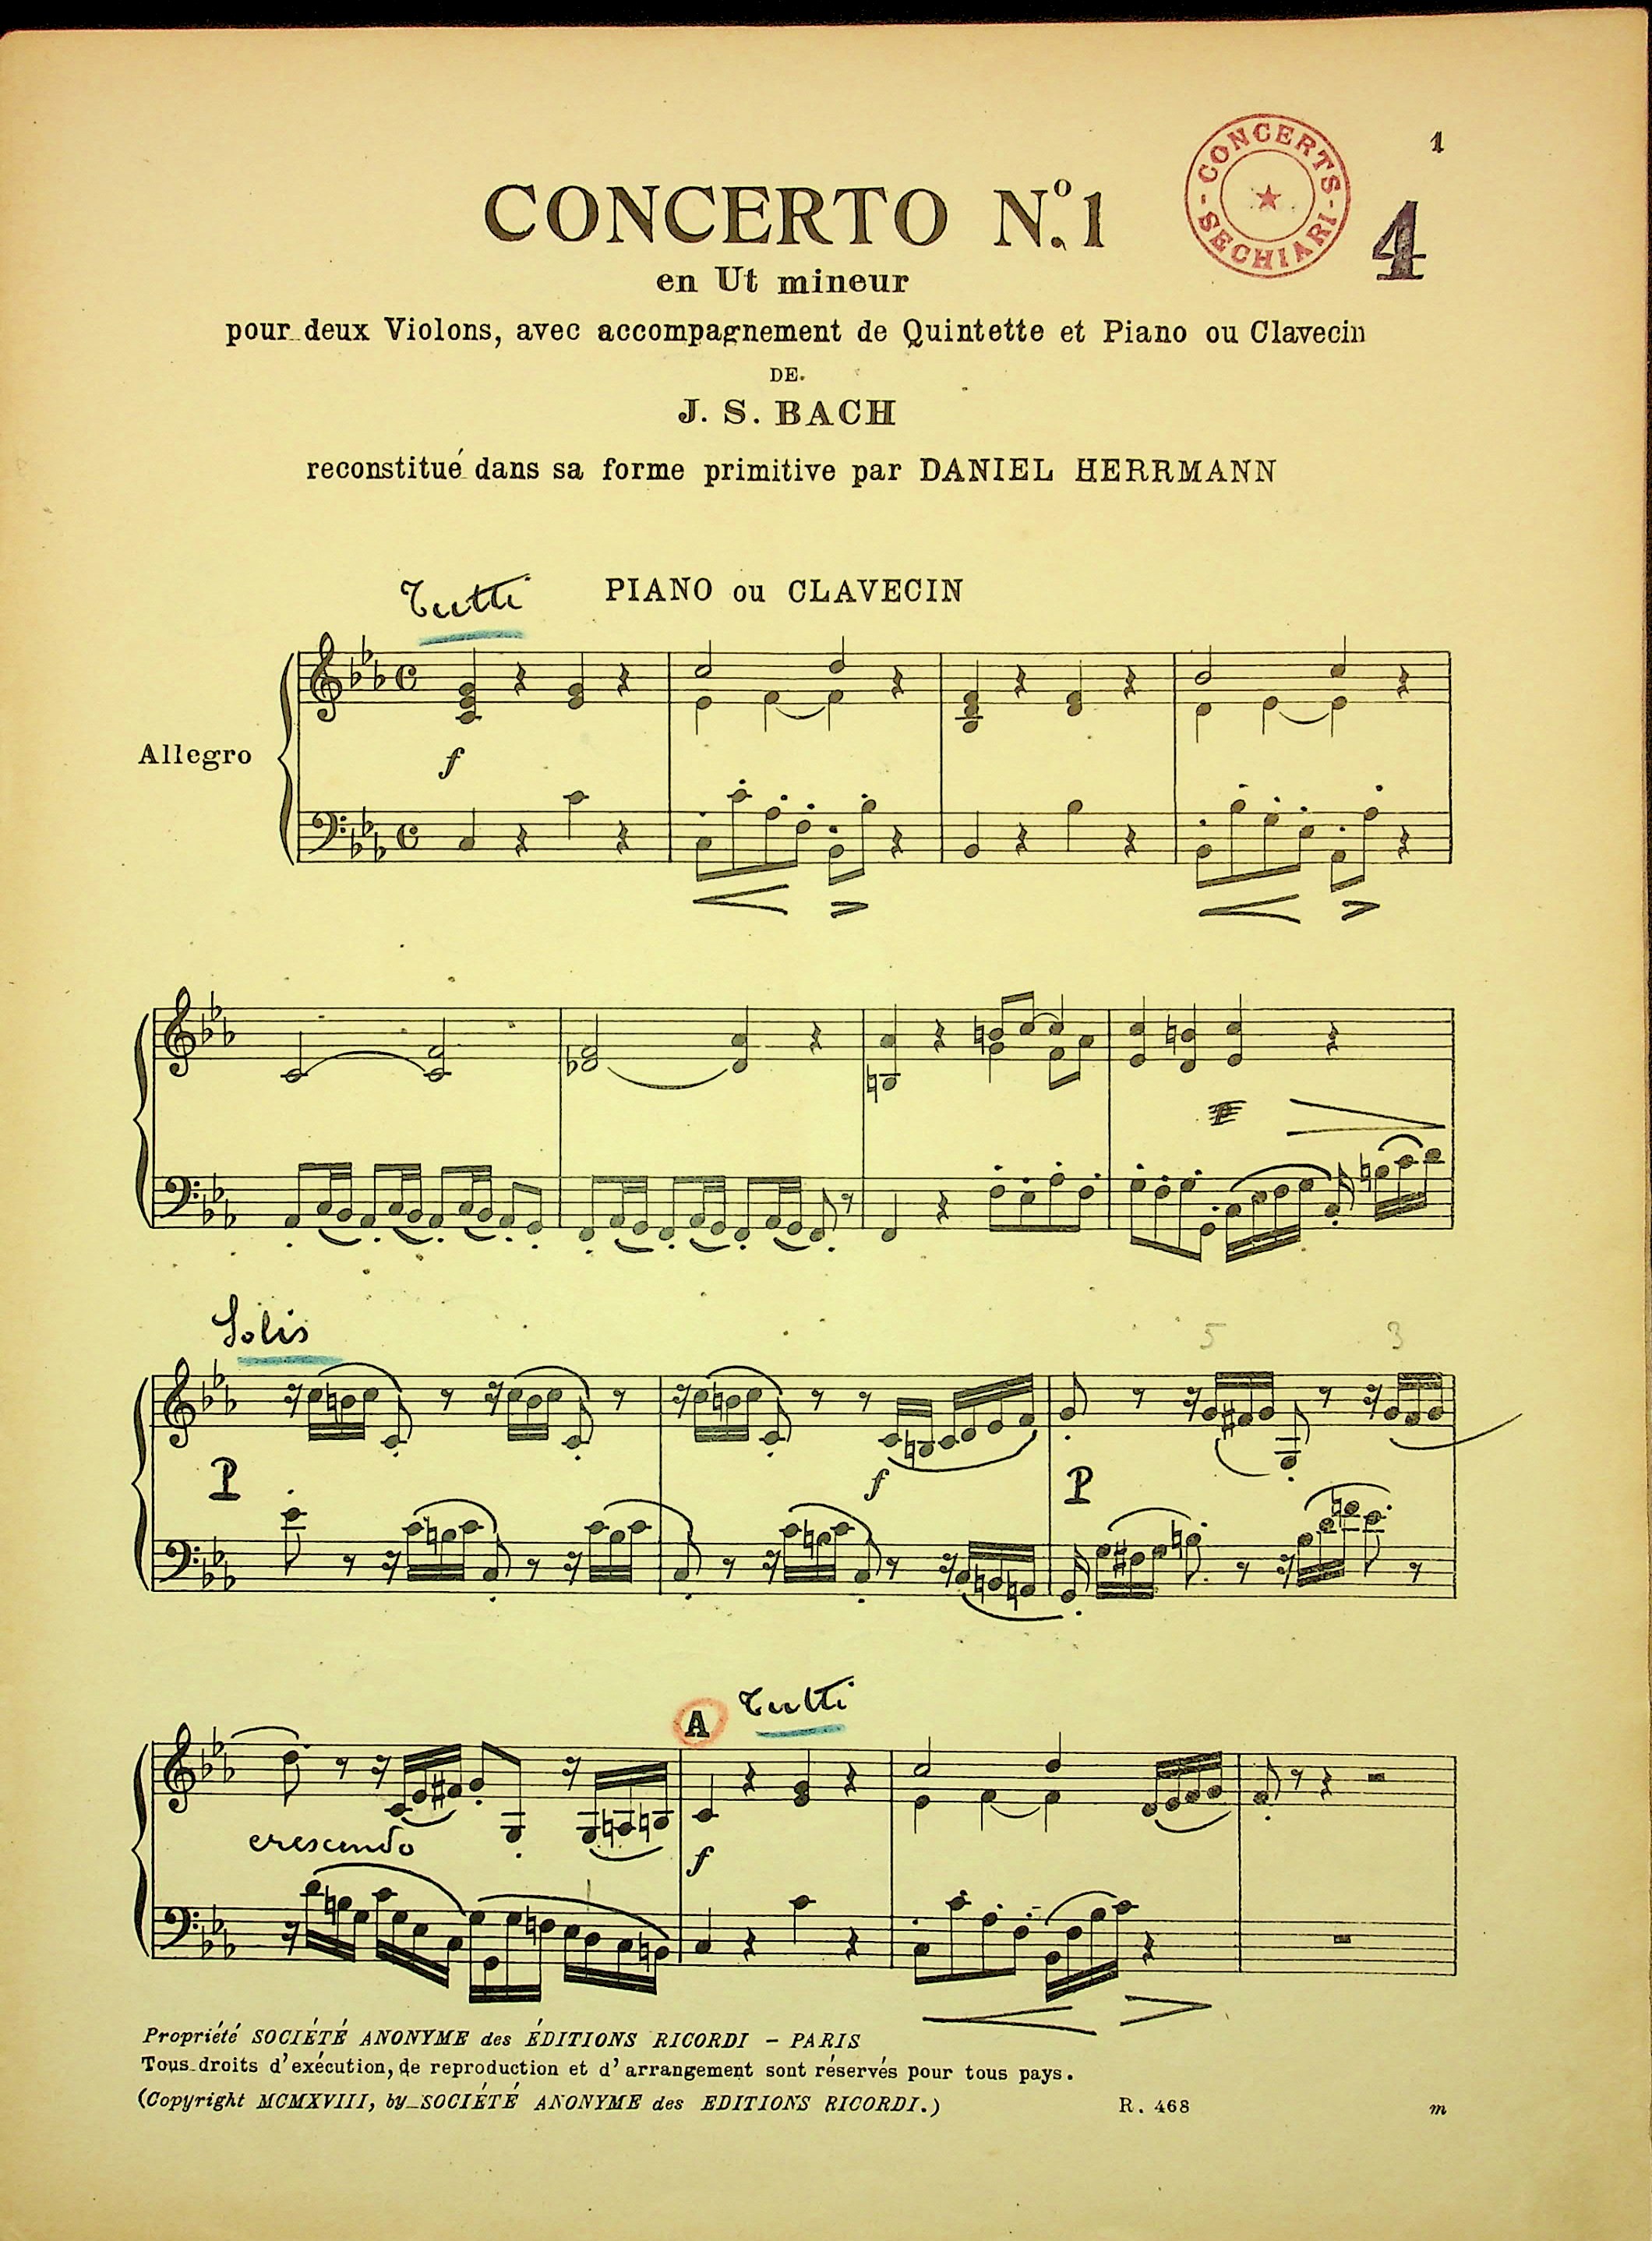 1
CONCERTS
SECHIARI
4
CONCERTO Nº. 1
en Ut mineur
pour deux Violons, avec accompagnement de Quintette et Piano ou Clavecin
DE
J. S. BACH
reconstitué dans sa forme primitive par DANIEL HERRMANN
Tutti
PIANO ou CLAVECIN
Allegro
f
Solis
5 3
P f P
A Tutti
crescendo
f
Propriété SOCIÉTÉ ANONYME des ÉDITIONS RICORDI - PARIS
Tous droits d'exécution, de reproduction et d'arrangement sont réservés pour tous pays.
(Copyright MCMXVIII, by SOCIÉTÉ ANONYME des EDITIONS RICORDI.) R. 468 m